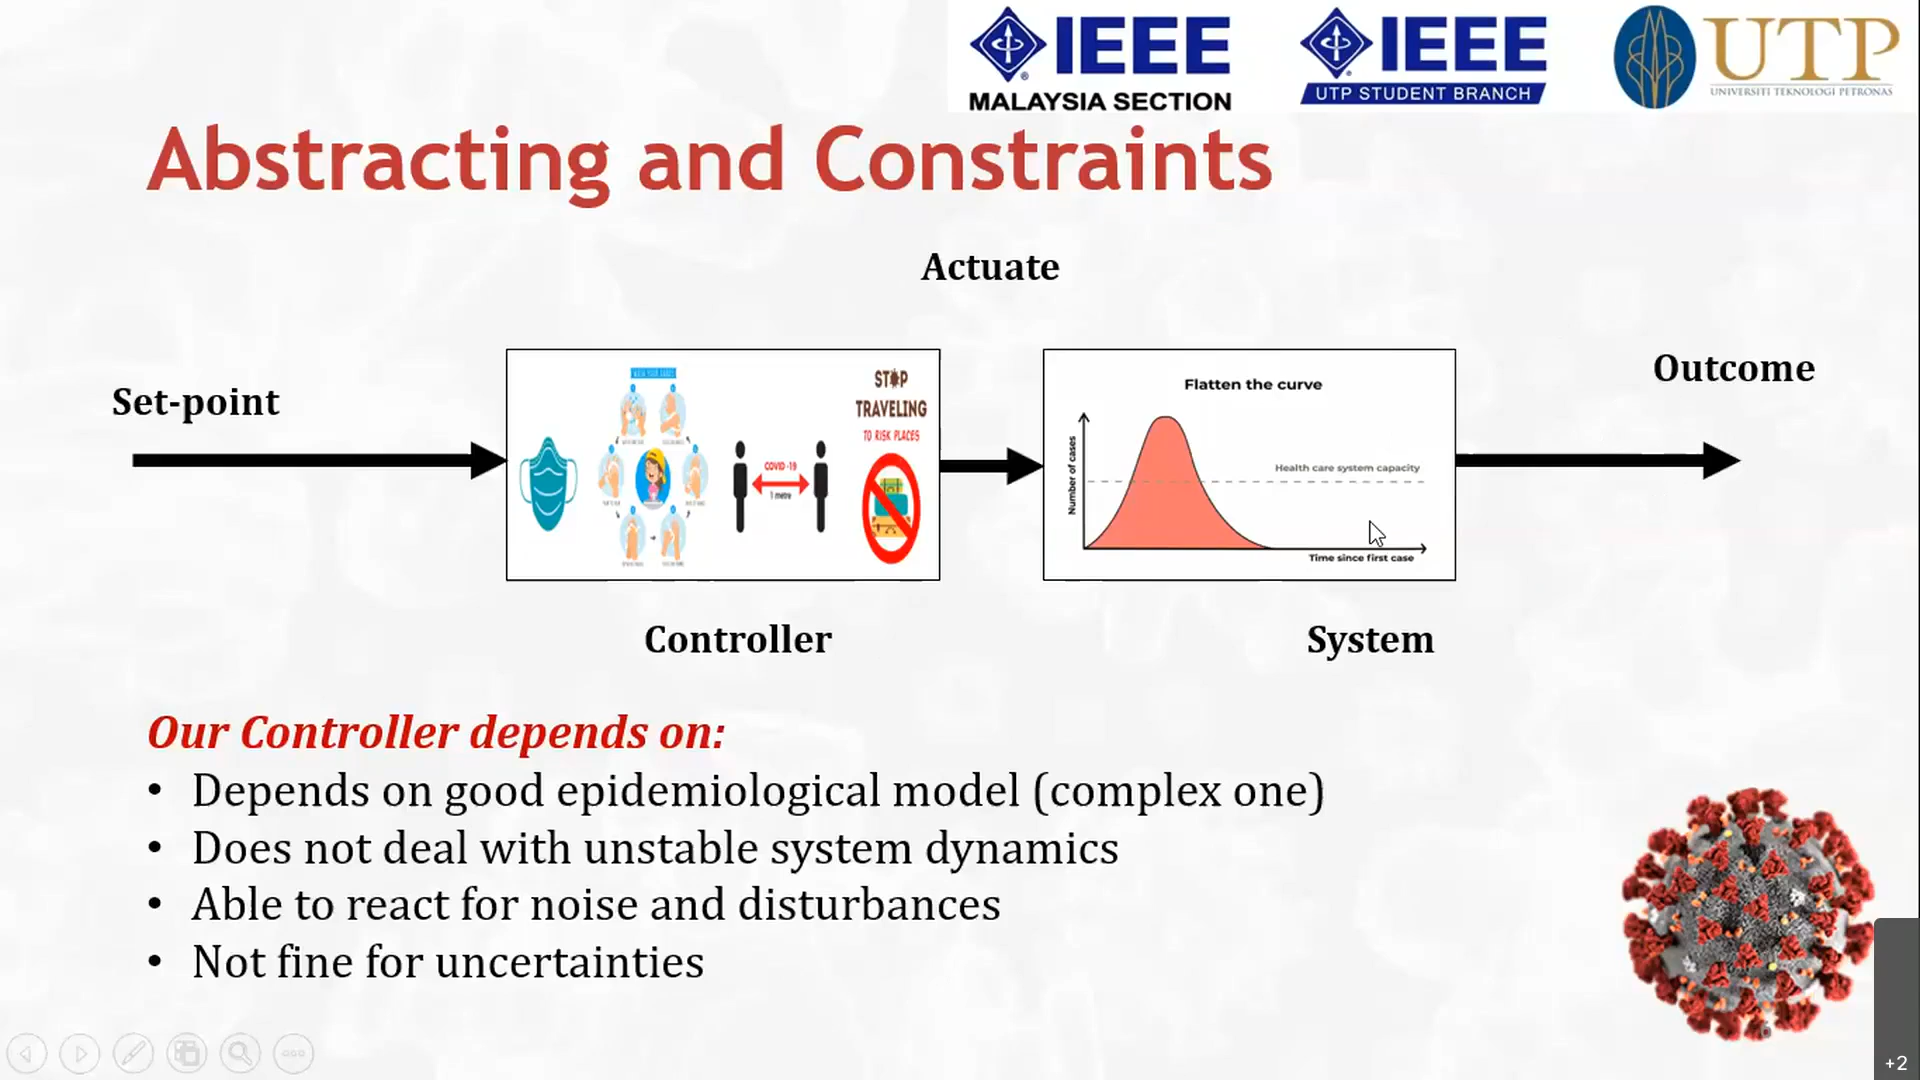 IEEE
MALAYSIA SECTION
IEEE
UTP STUDENT BRANCH
UTP
UNIVERSITI TEKNOLOGI PETRONAS
Abstracting and Constraints
Actuate
Set-point
Outcome
WASH YOUR HANDS
STOP
TRAVELING
TO RISK PLACES
COVID -19
1 metre
Flatten the curve
Number of cases
Health care system capacity
Time since first case
Controller
System
Our Controller depends on:
• Depends on good epidemiological model (complex one)
• Does not deal with unstable system dynamics
• Able to react for noise and disturbances
• Not fine for uncertainties
+2